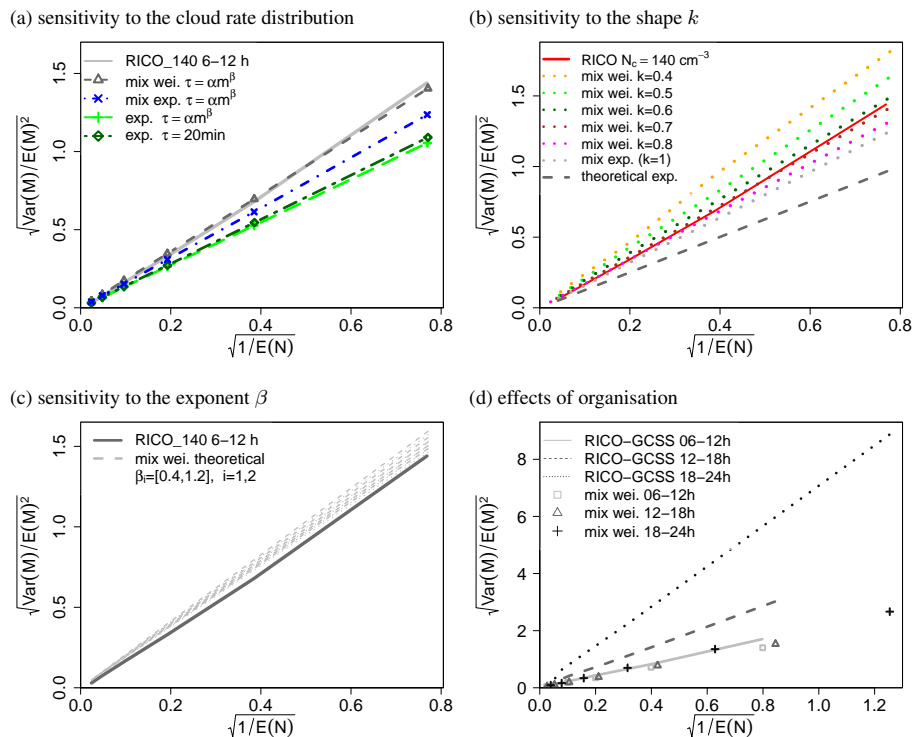 (a) sensitivity to the cloud rate distribution
RICO_140 6−12 h
mix wei. τ = αm^β
mix exp. τ = αm^β
exp. τ = αm^β
exp. τ = 20min
√Var(M)/E(M)²
0.0 0.5 1.0 1.5
0.0 0.2 0.4 0.6 0.8
√1/E(N)
(b) sensitivity to the shape k
RICO N_c = 140 cm⁻³
mix wei. k=0.4
mix wei. k=0.5
mix wei. k=0.6
mix wei. k=0.7
mix wei. k=0.8
mix exp. (k=1)
theoretical exp.
√Var(M)/E(M)²
0.0 0.5 1.0 1.5
0.0 0.2 0.4 0.6 0.8
√1/E(N)
(c) sensitivity to the exponent β
RICO_140 6−12 h
mix wei. theoretical
β_i=[0.4,1.2], i=1,2
√Var(M)/E(M)²
0.0 0.5 1.0 1.5
0.0 0.2 0.4 0.6 0.8
√1/E(N)
(d) effects of organisation
RICO−GCSS 06−12h
RICO−GCSS 12−18h
RICO−GCSS 18−24h
mix wei. 06−12h
mix wei. 12−18h
mix wei. 18−24h
√Var(M)/E(M)²
0 2 4 6 8
0.0 0.2 0.4 0.6 0.8 1.0 1.2
√1/E(N)